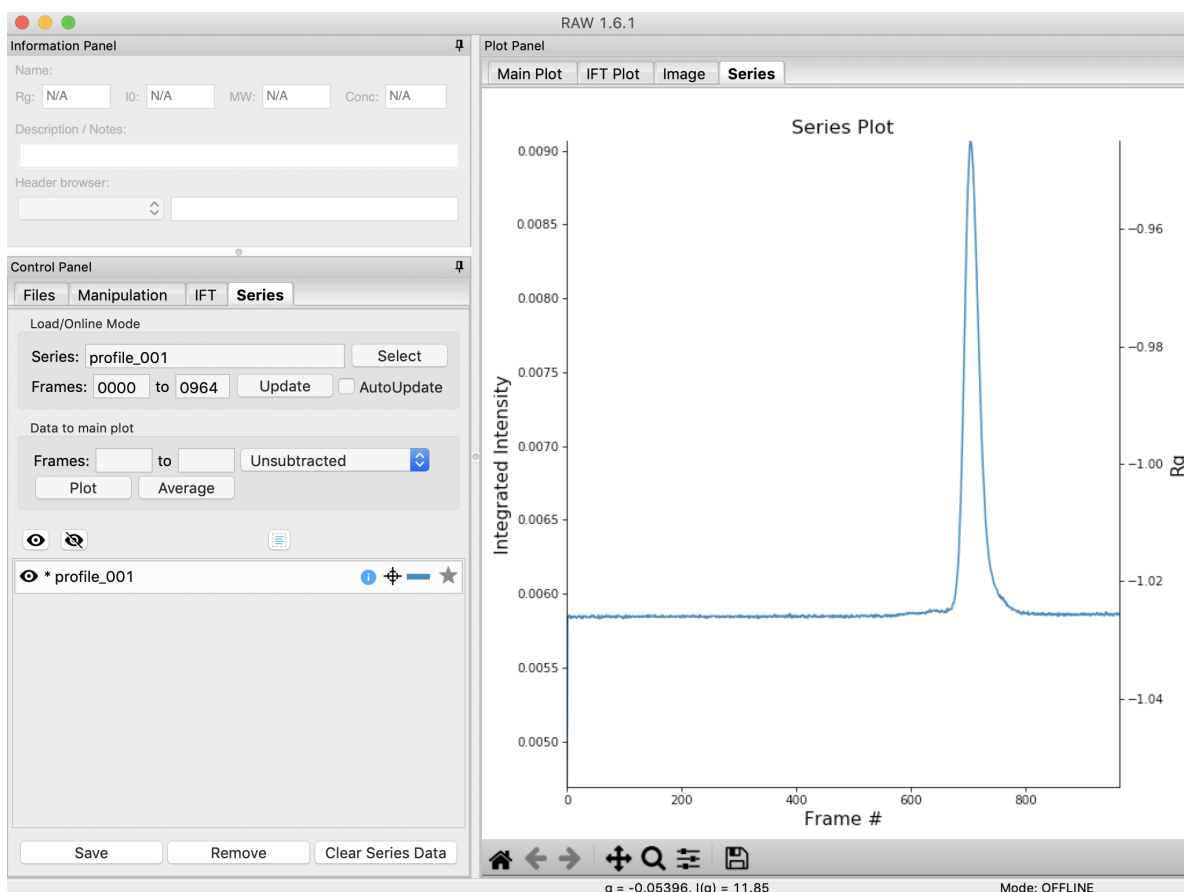 RAW 1.6.1
Information Panel
Name:
Rg: N/A I0: N/A MW: N/A Conc: N/A
Description / Notes:
Header browser:
Control Panel
Files Manipulation IFT Series
Load/Online Mode
Series: profile_001 Select
Frames: 0000 to 0964 Update AutoUpdate
Data to main plot
Frames: to Unsubtracted
Plot Average
* profile_001
Save Remove Clear Series Data
Plot Panel
Main Plot IFT Plot Image Series
Series Plot
Integrated Intensity
0.0090
0.0085
0.0080
0.0075
0.0070
0.0065
0.0060
0.0055
0.0050
0 200 400 600 800
Frame #
−0.96
−0.98
−1.00
−1.02
−1.04
Rg
q = -0.05396, I(q) = 11.85 Mode: OFFLINE